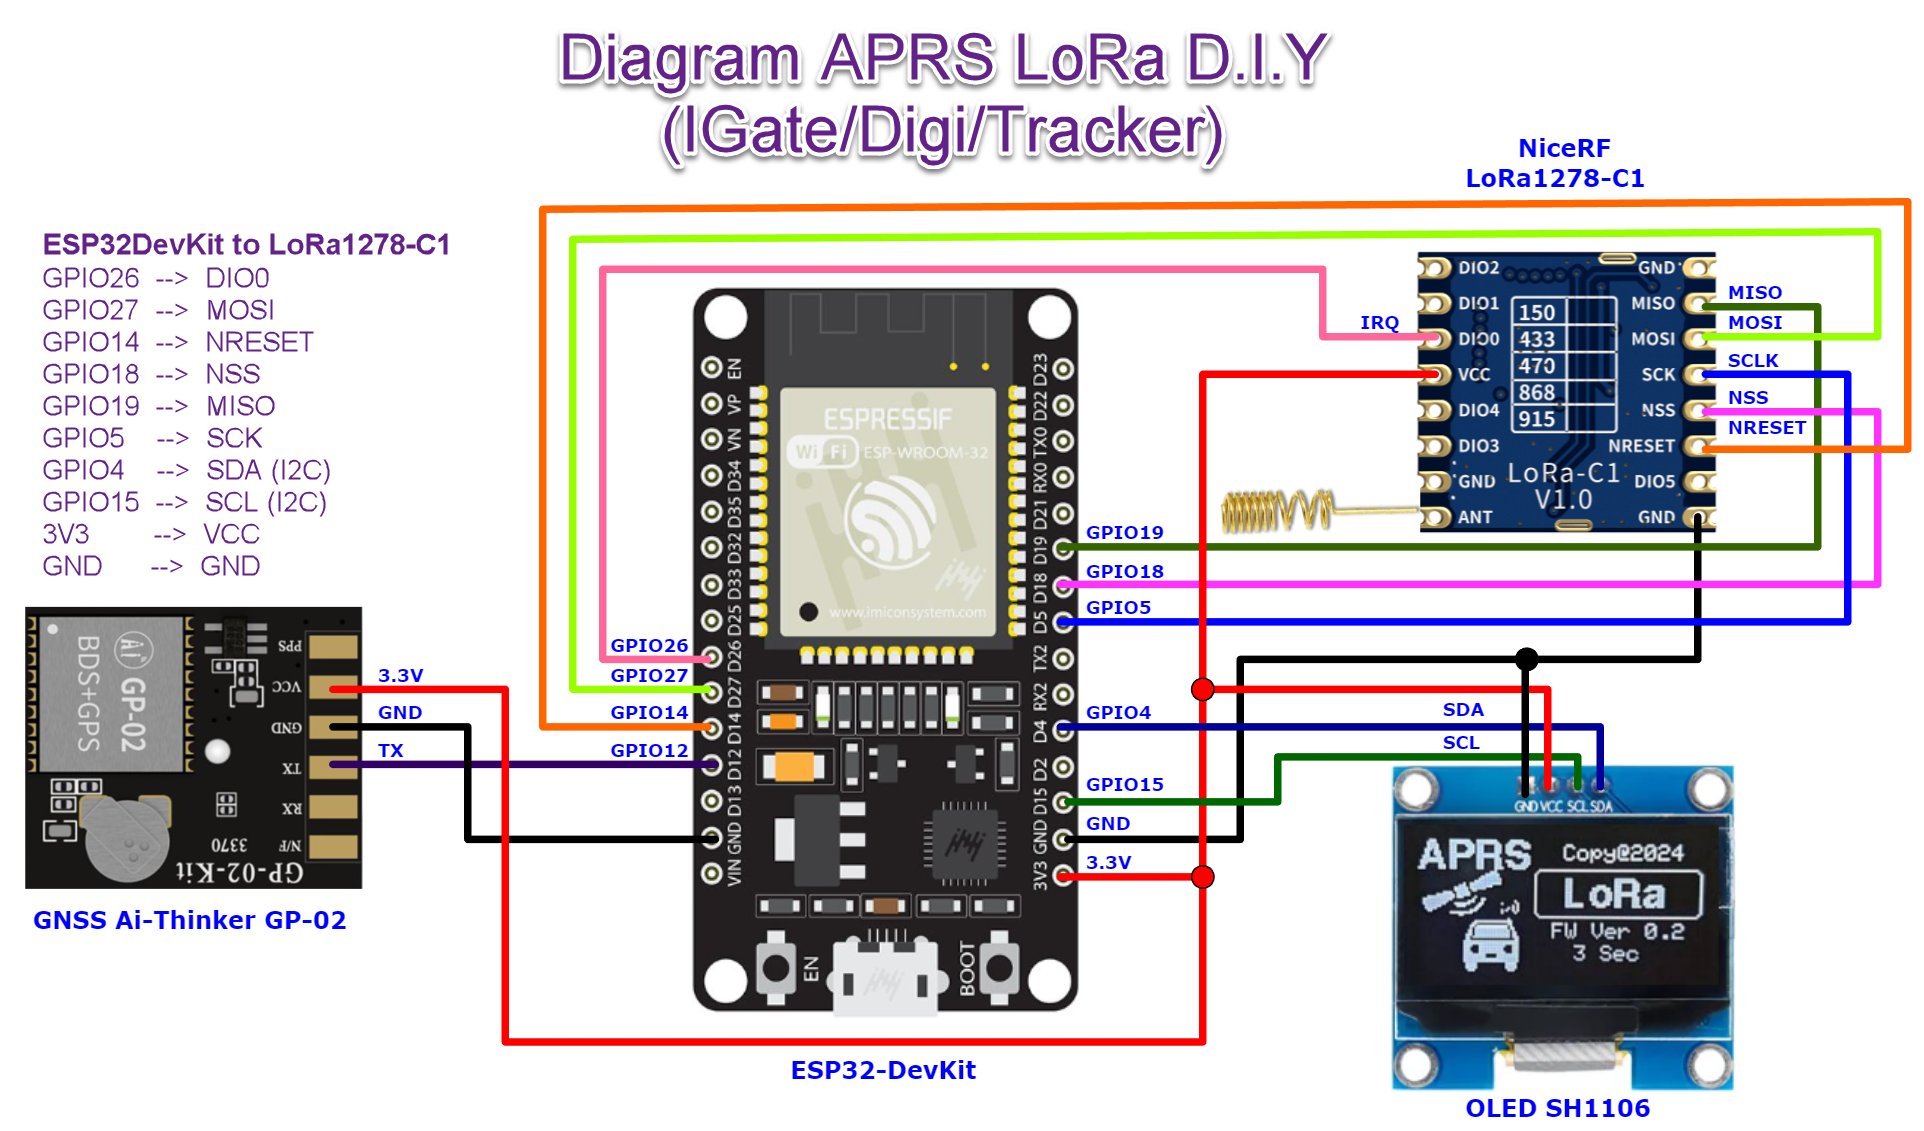 Diagram APRS LoRa D.I.Y
(IGate/Digi/Tracker)
NiceRF
LoRa1278-C1
ESP32DevKit to LoRa1278-C1
GPIO26 --> DIO0
GPIO27 --> MOSI
GPIO14 --> NRESET
GPIO18 --> NSS
GPIO19 --> MISO
GPIO5 --> SCK
GPIO4 --> SDA (I2C)
GPIO15 --> SCL (I2C)
3V3 --> VCC
GND --> GND
Ai
GP-02
BDS+GPS
PPS
VCC
GND
TX
RX
N/F
3370
GP-02-Kit
3.3V
GND
TX
GNSS Ai-Thinker GP-02
GPIO26
GPIO27
GPIO14
GPIO12
EN
VP
VN
D34
D35
D32
D33
D25
D26
D27
D14
D12
D13
GND
VIN
ESPRESSIF
WiFi ESP-WROOM-32
www.imiconsystem.com
EN
BOOT
D23
D22
TX0
RX0
D21
D19
D18
D5
TX2
RX2
D4
D2
D15
GND
3V3
ESP32-DevKit
GPIO19
GPIO18
GPIO5
GPIO4
GPIO15
GND
3.3V
IRQ
DIO2
DIO1
DIO0
VCC
DIO4
DIO3
GND
ANT
150
433
470
868
915
LoRa-C1
V1.0
GND
MISO
MOSI
SCK
NSS
NRESET
DIO5
GND
MISO
MOSI
SCLK
NSS
NRESET
SDA
SCL
GND VCC SCL SDA
APRS
Copy@2024
LoRa
FW Ver 0.2
3 Sec
OLED SH1106